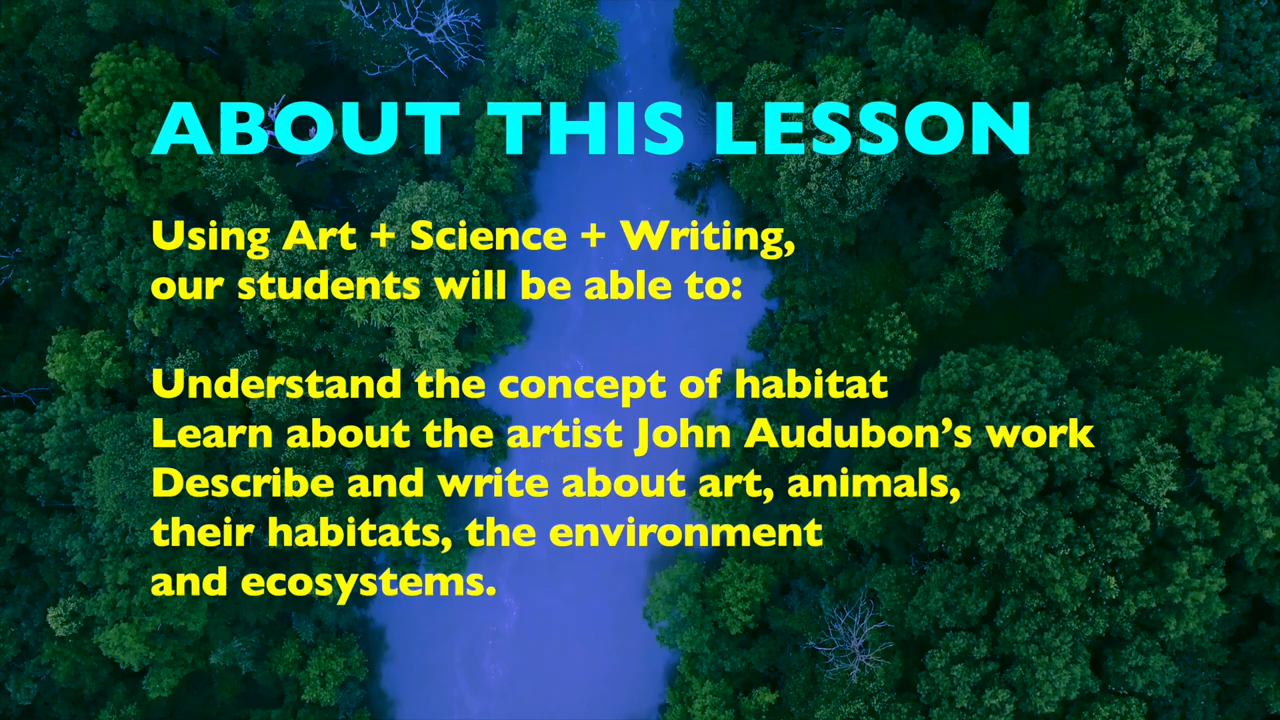 ABOUT THIS LESSON
Using Art + Science + Writing,
our students will be able to:
Understand the concept of habitat
Learn about the artist John Audubon’s work
Describe and write about art, animals,
their habitats, the environment
and ecosystems.